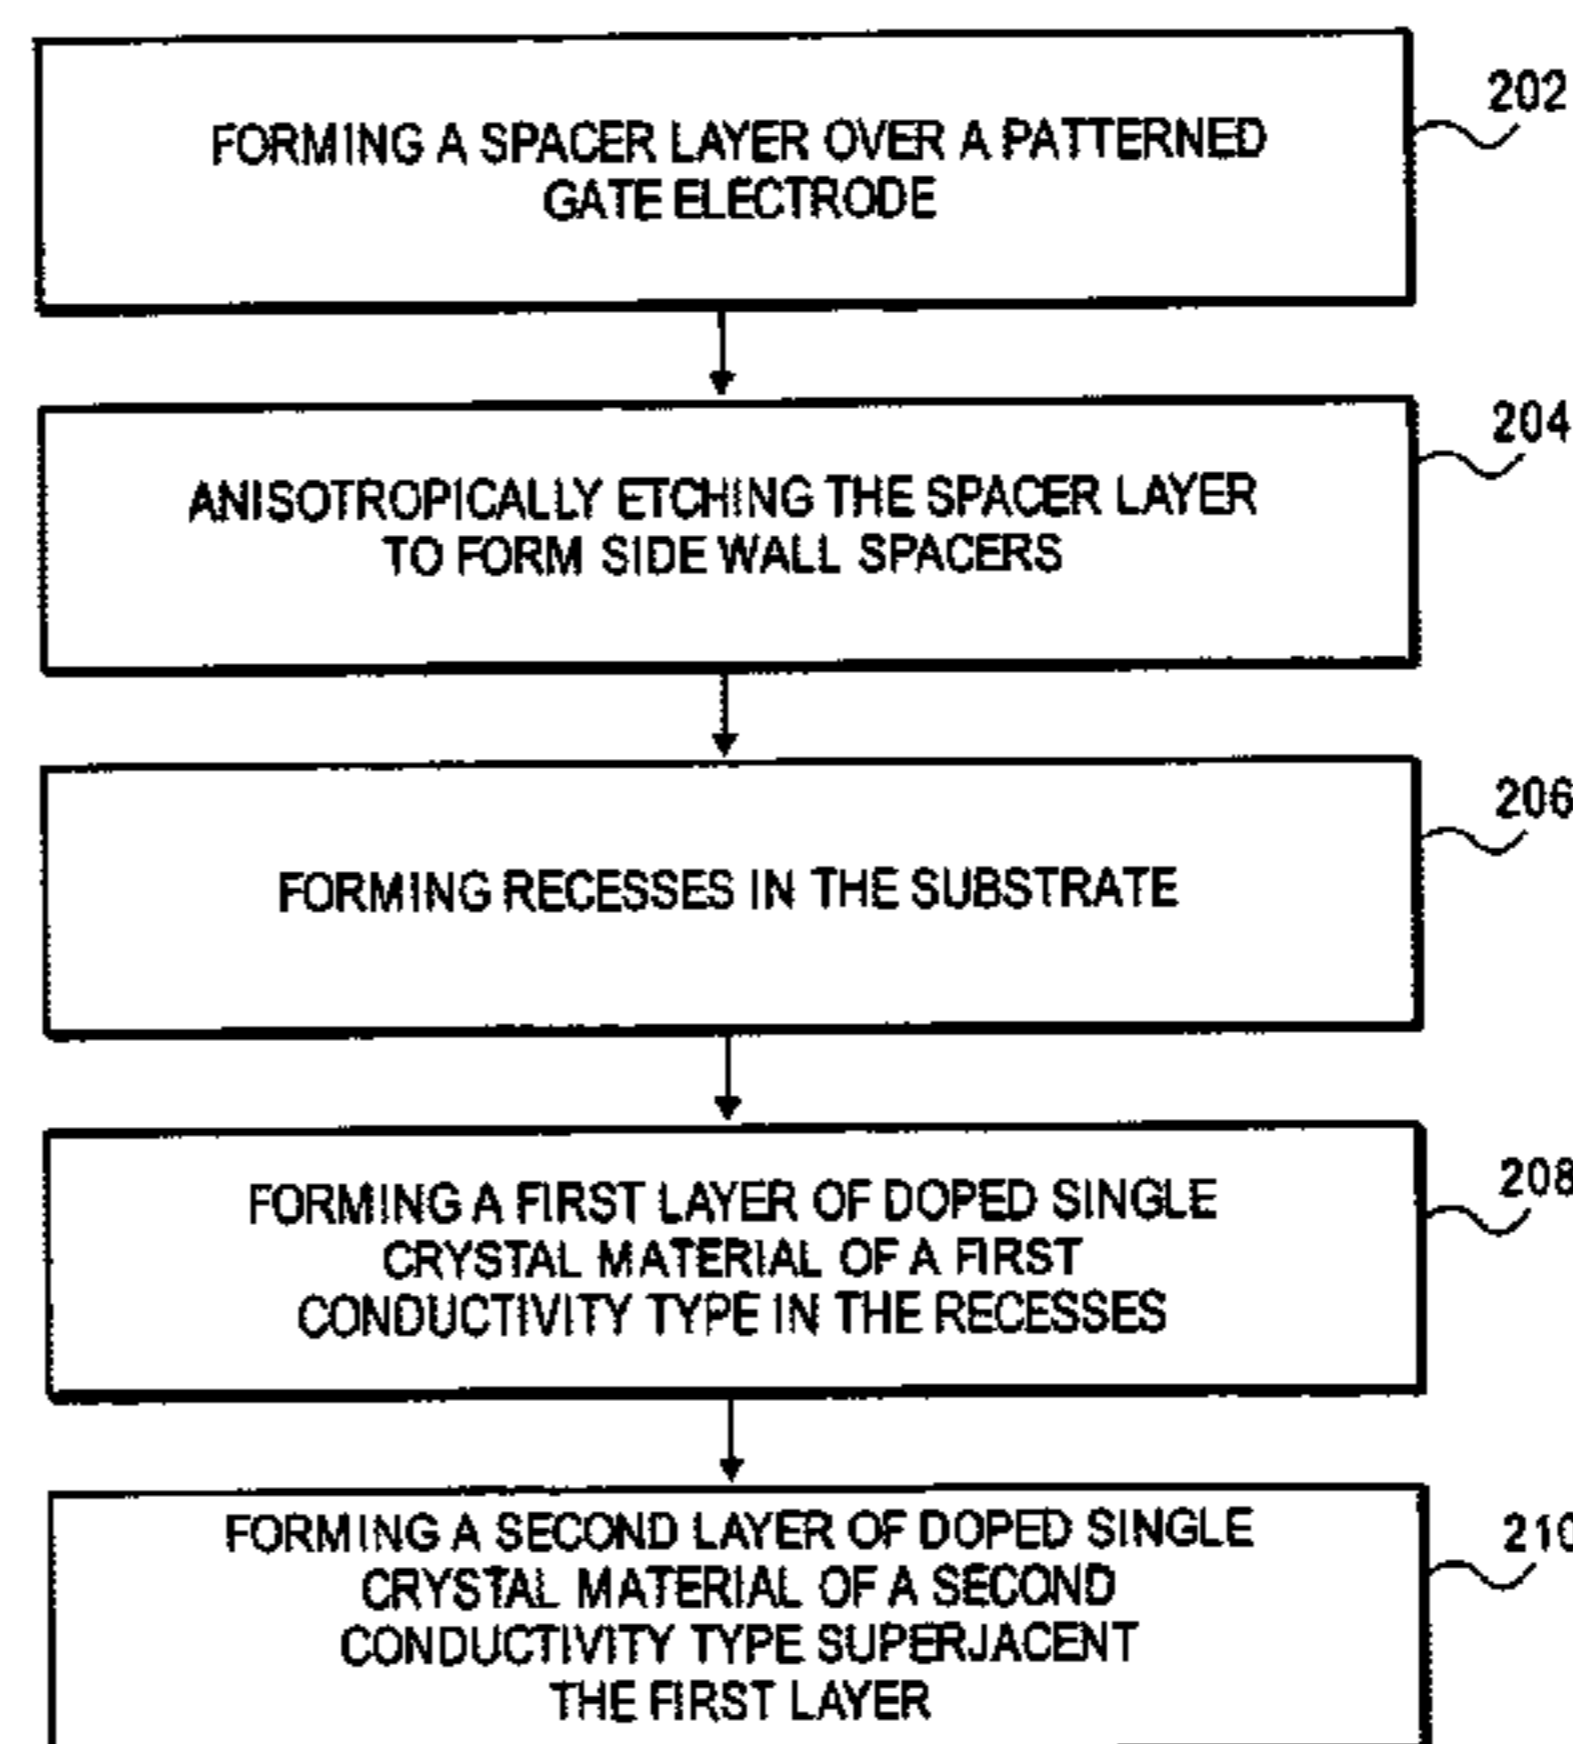 202
FORMING A SPACER LAYER OVER A PATTERNED
GATE ELECTRODE
204
ANISOTROPICALLY ETCHING THE SPACER LAYER
TO FORM SIDE WALL SPACERS
206
FORMING RECESSES IN THE SUBSTRATE
208
FORMING A FIRST LAYER OF DOPED SINGLE
CRYSTAL MATERIAL OF A FIRST
CONDUCTIVITY TYPE IN THE RECESSES
210
FORMING A SECOND LAYER OF DOPED SINGLE
CRYSTAL MATERIAL OF A SECOND
CONDUCTIVITY TYPE SUPERJACENT
THE FIRST LAYER